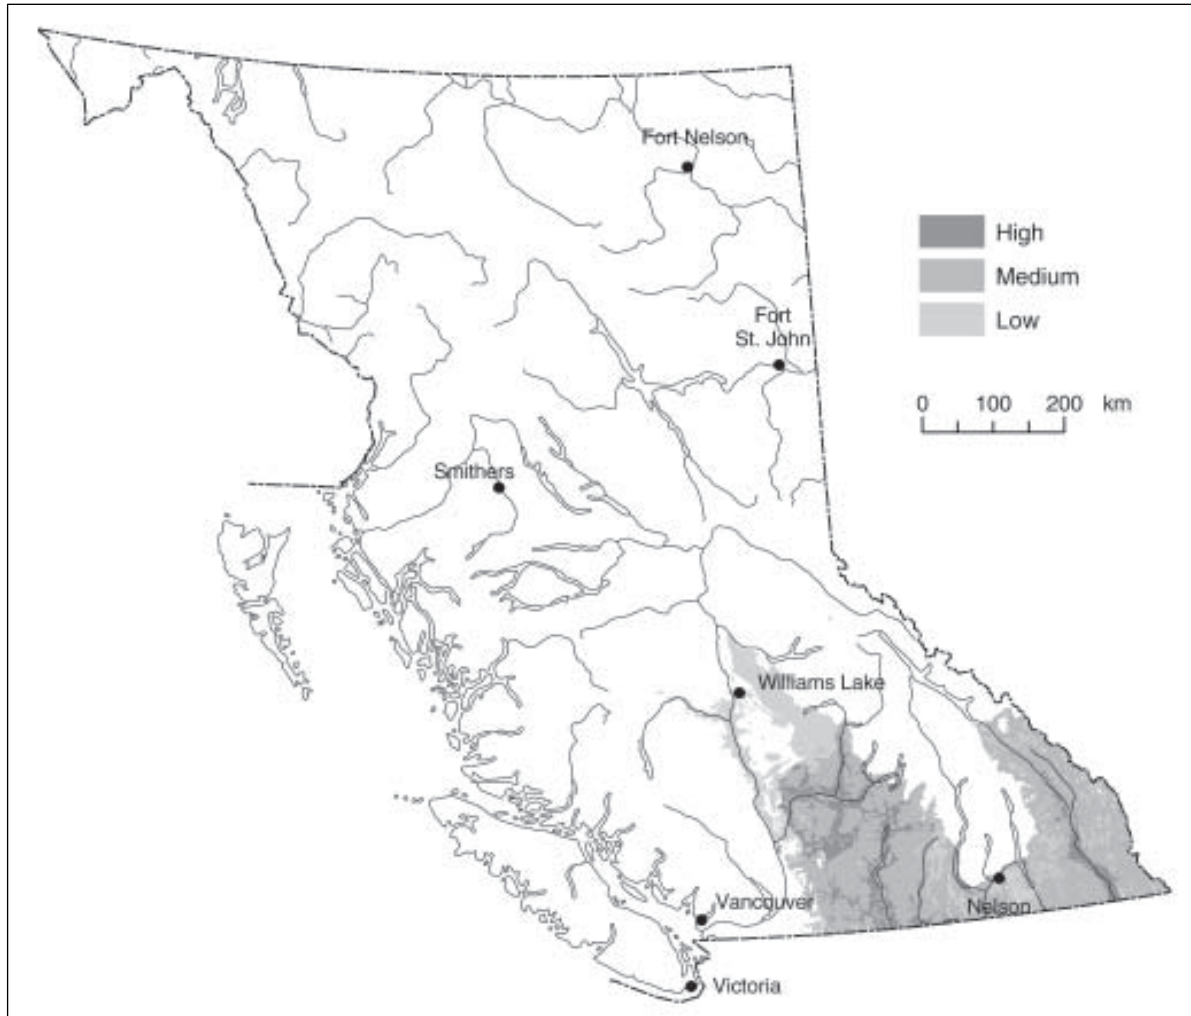 Fort Nelson
High
Medium
Low
Fort
St. John
0 100 200 km
Smithers
Williams Lake
Vancouver
Nelson
Victoria